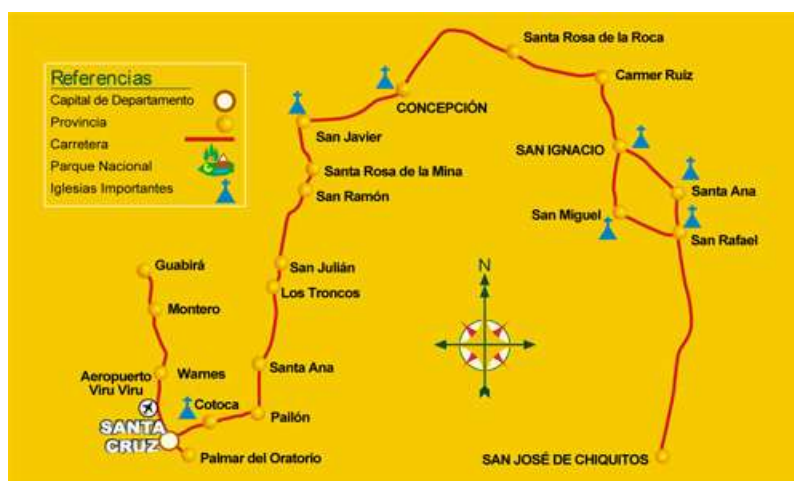 Referencias
Capital de Departamento
Provincia
Carretera
Parque Nacional
Iglesias Importantes
Santa Rosa de la Roca
Carmer Ruiz
CONCEPCIÓN
San Javier
SAN IGNACIO
Santa Rosa de la Mina
Santa Ana
San Ramón
San Miguel
San Rafael
Guabirá
San Julián
N
Los Troncos
Montero
Santa Ana
Aeropuerto
Viru Viru
Warnes
Cotoca
Pailón
SANTA
CRUZ
Palmar del Oratorio
SAN JOSÉ DE CHIQUITOS